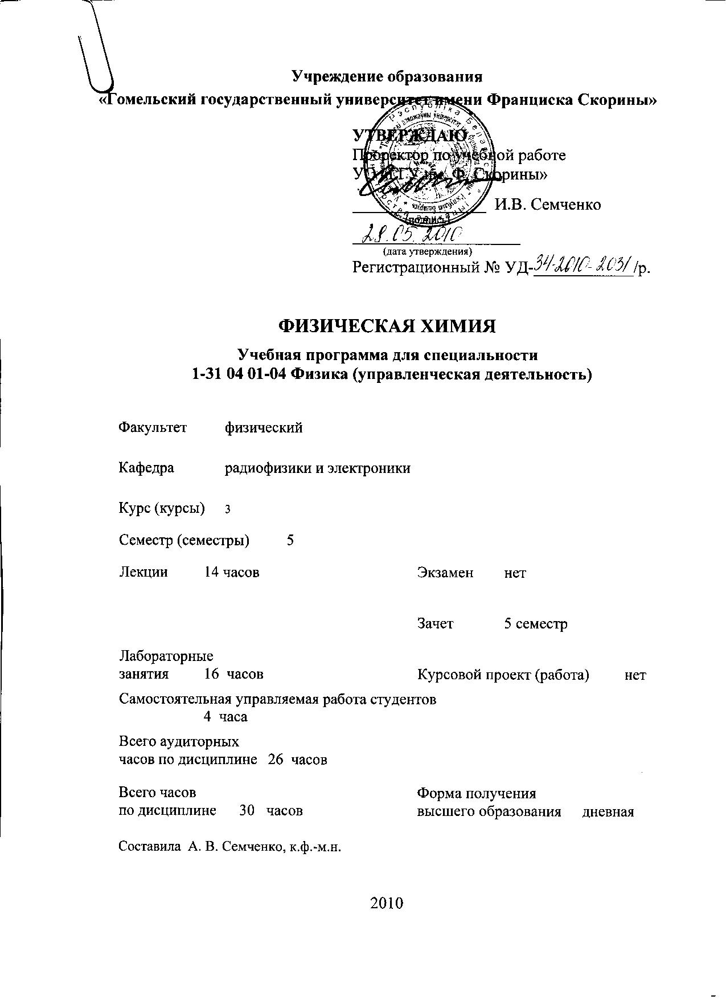 Учреждение образования
«Гомельский государственный университет имени Франциска Скорины»
УТВЕРЖДАЮ
Проректор по учебной работе
УО «ГГУ им. Ф. Скорины»
И.В. Семченко
(подпись)
28.05.2010
(дата утверждения)
Регистрационный № УД-34-2010-2031/р.
ФИЗИЧЕСКАЯ ХИМИЯ
Учебная программа для специальности
1-31 04 01-04 Физика (управленческая деятельность)
Факультет физический
Кафедра радиофизики и электроники
Курс (курсы) 3
Семестр (семестры) 5
Лекции 14 часов Экзамен нет
Зачет 5 семестр
Лабораторные
занятия 16 часов Курсовой проект (работа) нет
Самостоятельная управляемая работа студентов
4 часа
Всего аудиторных
часов по дисциплине 26 часов
Всего часов Форма получения
по дисциплине 30 часов высшего образования дневная
Составила А. В. Семченко, к.ф.-м.н.
2010